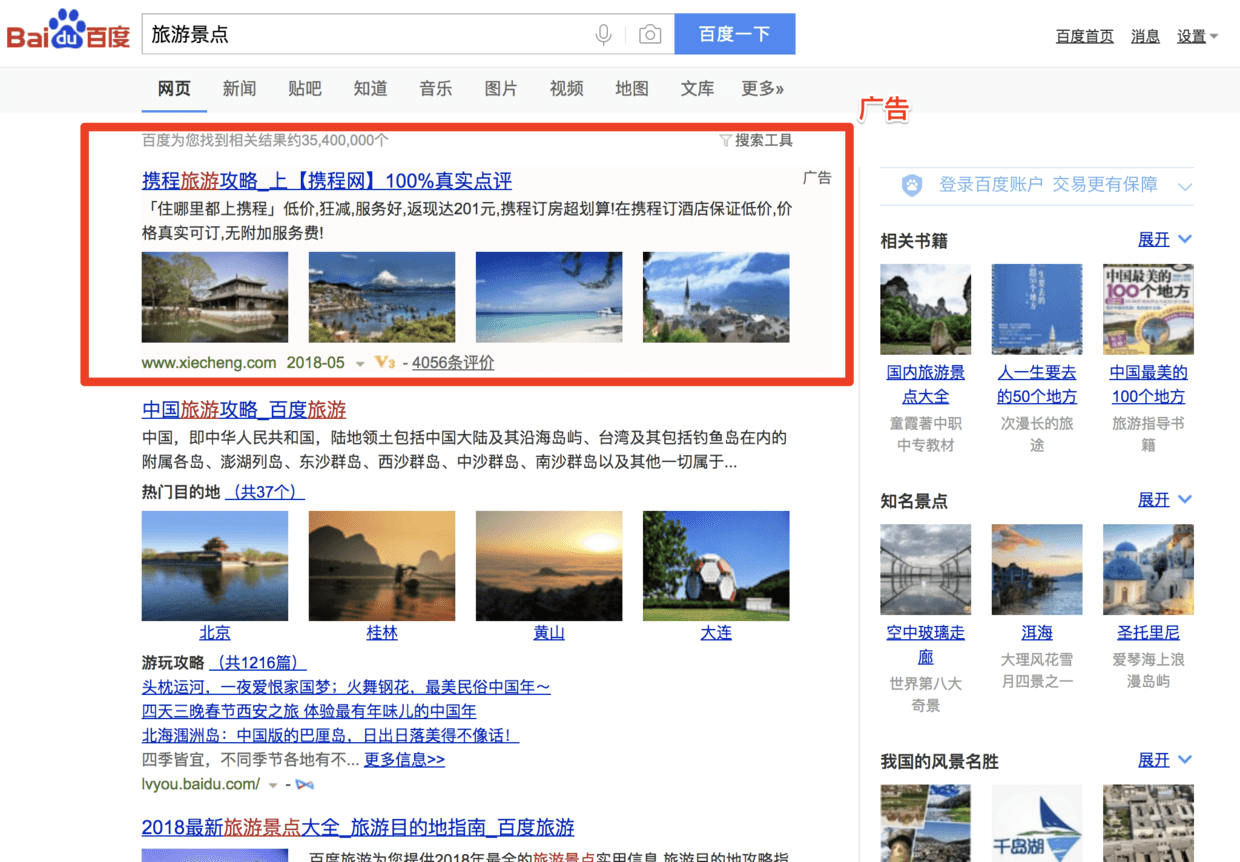 Bai du 百度
旅游景点
百度一下
百度首页 消息 设置
网页 新闻 贴吧 知道 音乐 图片 视频 地图 文库 更多»
广告
百度为您找到相关结果约35,400,000个
搜索工具
携程旅游攻略_上【携程网】100%真实点评
广告
「住哪里都上携程」低价,狂减,服务好,返现达201元,携程订房超划算!在携程订酒店保证低价,价
格真实可订,无附加服务费!
www.xiecheng.com 2018-05 V3 - 4056条评价
中国旅游攻略_百度旅游
中国，即中华人民共和国，陆地领土包括中国大陆及其沿海岛屿、台湾及其包括钓鱼岛在内的
附属各岛、澎湖列岛、东沙群岛、西沙群岛、中沙群岛、南沙群岛以及其他一切属于...
热门目的地 （共37个）
北京 桂林 黄山 大连
游玩攻略 （共1216篇）
头枕运河，一夜爱恨家国梦；火舞钢花，最美民俗中国年～
四天三晚春节西安之旅 体验最有年味儿的中国年
北海涠洲岛：中国版的巴厘岛，日出日落美得不像话！
四季皆宜，不同季节各地有不... 更多信息>>
lvyou.baidu.com/ -
2018最新旅游景点大全_旅游目的地指南_百度旅游
百度旅游为您提供2018年最全的旅游景点实用信息,旅游目的地攻略指
登录百度账户 交易更有保障
相关书籍 展开
中国最美的
100个地方
国内旅游景
点大全
童霞著中职
中专教材
人一生要去
的50个地方
次漫长的旅
途
中国最美的
100个地方
旅游指导书
籍
知名景点 展开
空中玻璃走
廊
世界第八大
奇景
洱海
大理风花雪
月四景之一
圣托里尼
爱琴海上浪
漫岛屿
我国的风景名胜 展开
千岛湖